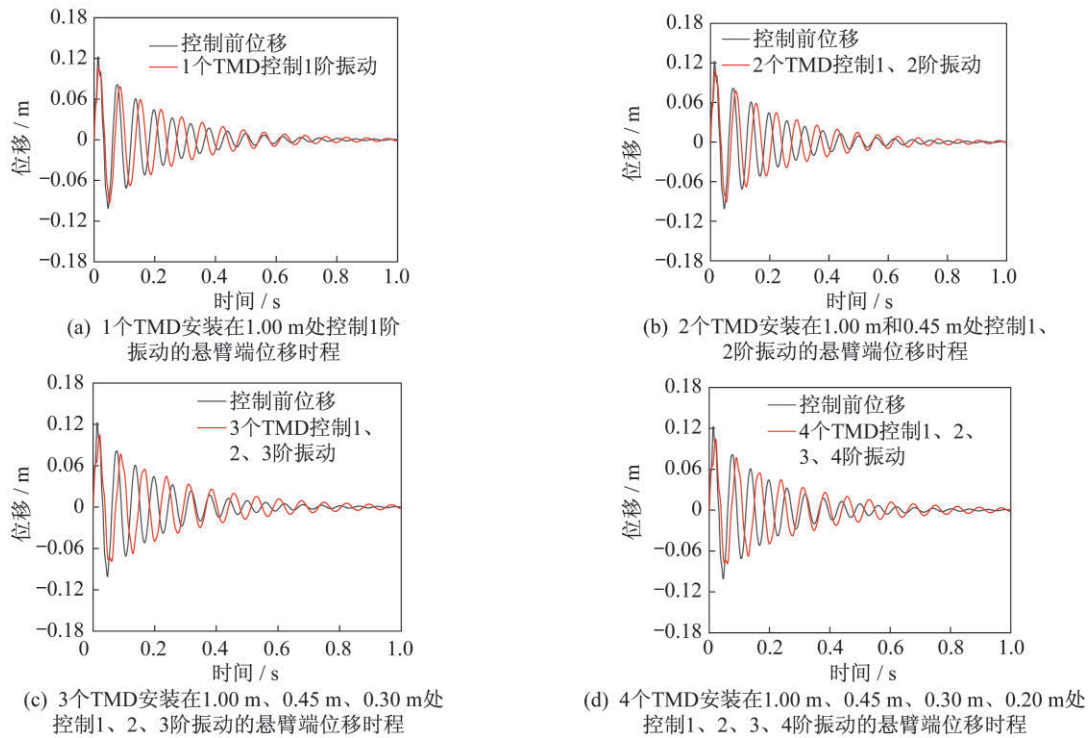 0.18
0.12
0.06
0
−0.06
−0.12
−0.18
位移 / m
控制前位移
1个TMD控制1阶振动
0 0.2 0.4 0.6 0.8 1.0
时间 / s
(a) 1个TMD安装在1.00 m处控制1阶
振动的悬臂端位移时程
0.18
0.12
0.06
0
−0.06
−0.12
−0.18
位移 / m
控制前位移
2个TMD控制1、2阶振动
0 0.2 0.4 0.6 0.8 1.0
时间 / s
(b) 2个TMD安装在1.00 m和0.45 m处控制1、
2阶振动的悬臂端位移时程
0.18
0.12
0.06
0
−0.06
−0.12
−0.18
位移 / m
控制前位移
3个TMD控制1、
2、3阶振动
0 0.2 0.4 0.6 0.8 1.0
时间 / s
(c) 3个TMD安装在1.00 m、0.45 m、0.30 m处
控制1、2、3阶振动的悬臂端位移时程
0.18
0.12
0.06
0
−0.06
−0.12
−0.18
位移 / m
控制前位移
4个TMD控制1、2、
3、4阶振动
0 0.2 0.4 0.6 0.8 1.0
时间 / s
(d) 4个TMD安装在1.00 m、0.45 m、0.30 m、0.20 m处
控制1、2、3、4阶振动的悬臂端位移时程